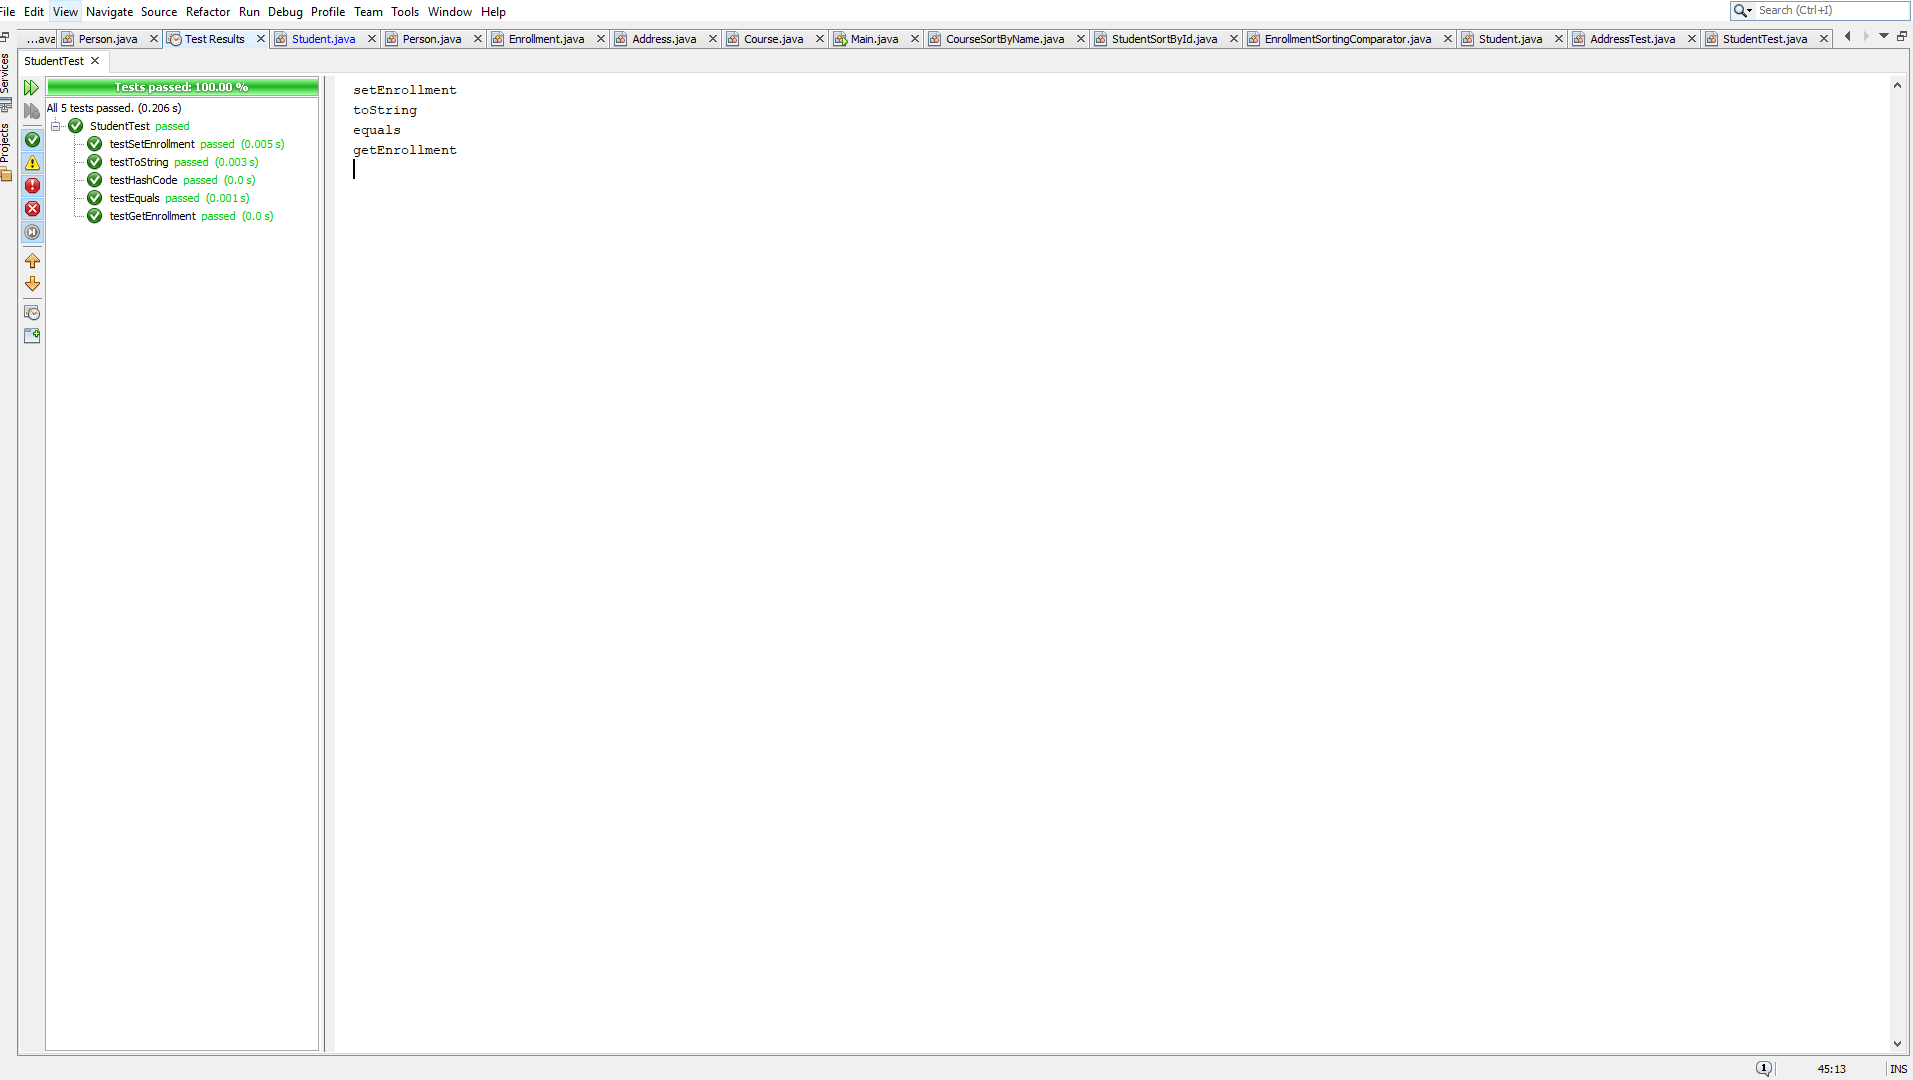 File Edit View Navigate Source Refactor Run Debug Profile Team Tools Window Help
Search (Ctrl+I)
...ava Person.java Test Results Student.java Person.java Enrollment.java Address.java Course.java Main.java CourseSortByName.java StudentSortById.java EnrollmentSortingComparator.java Student.java AddressTest.java StudentTest.java
Services
Projects
StudentTest
Tests passed: 100.00 %
All 5 tests passed. (0.206 s)
StudentTest passed
testSetEnrollment passed (0.005 s)
testToString passed (0.003 s)
testHashCode passed (0.0 s)
testEquals passed (0.001 s)
testGetEnrollment passed (0.0 s)
setEnrollment
toString
equals
getEnrollment
1
45:13
INS